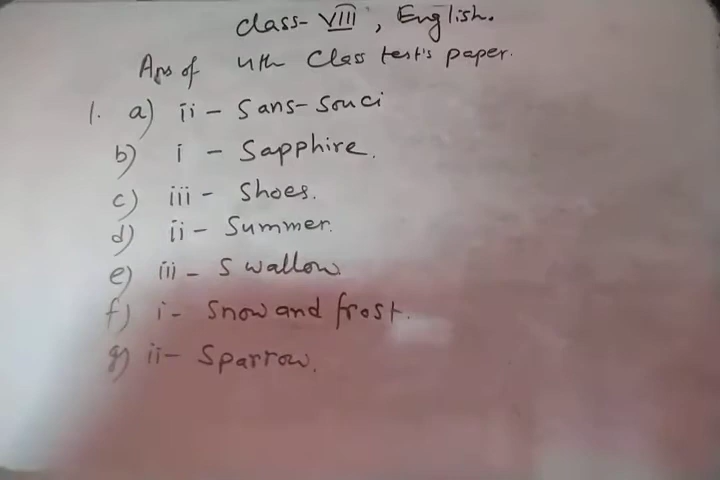 class- VIII, English.
Ans of 4th Class test's paper.
1. a) ii - Sans-Souci
b) i - Sapphire.
c) iii - Shoes.
d) ii - Summer.
e) iii - Swallow
f) i - Snow and frost.
g) ii - Sparrow.